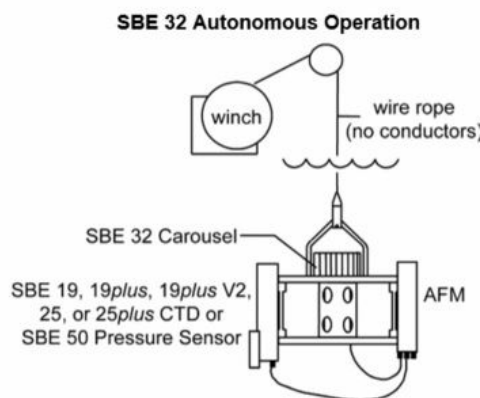 SBE 32 Autonomous Operation
winch
wire rope
(no conductors)
SBE 32 Carousel
SBE 19, 19plus, 19plus V2,
25, or 25plus CTD or
SBE 50 Pressure Sensor
AFM